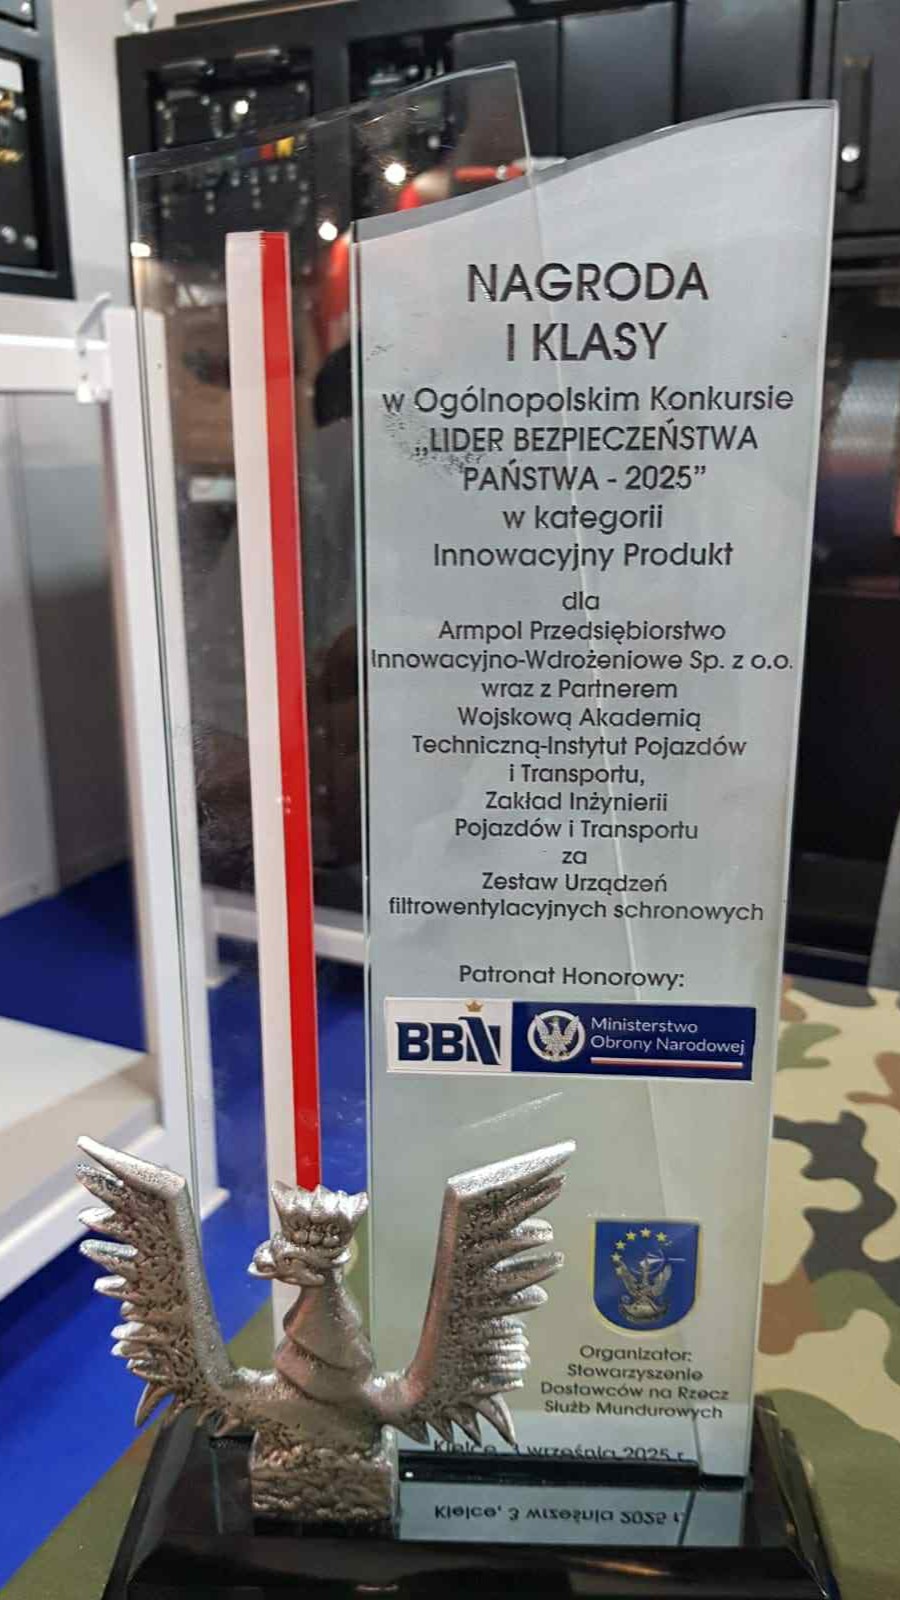 NAGRODA
I KLASY
w Ogólnopolskim Konkursie
„LIDER BEZPIECZEŃSTWA
PAŃSTWA - 2025”
w kategorii
Innowacyjny Produkt
dla
Armpol Przedsiębiorstwo
Innowacyjno-Wdrożeniowe Sp. z o.o.
wraz z Partnerem
Wojskową Akademią
Techniczną-Instytut Pojazdów
i Transportu,
Zakład Inżynierii
Pojazdów i Transportu
za
Zestaw Urządzeń
filtrowentylacyjnych schronowych
Patronat Honorowy:
BBN
Ministerstwo
Obrony Narodowej
Organizator:
Stowarzyszenie
Dostawców na Rzecz
Służb Mundurowych
Kielce, 3 września 2025 r.